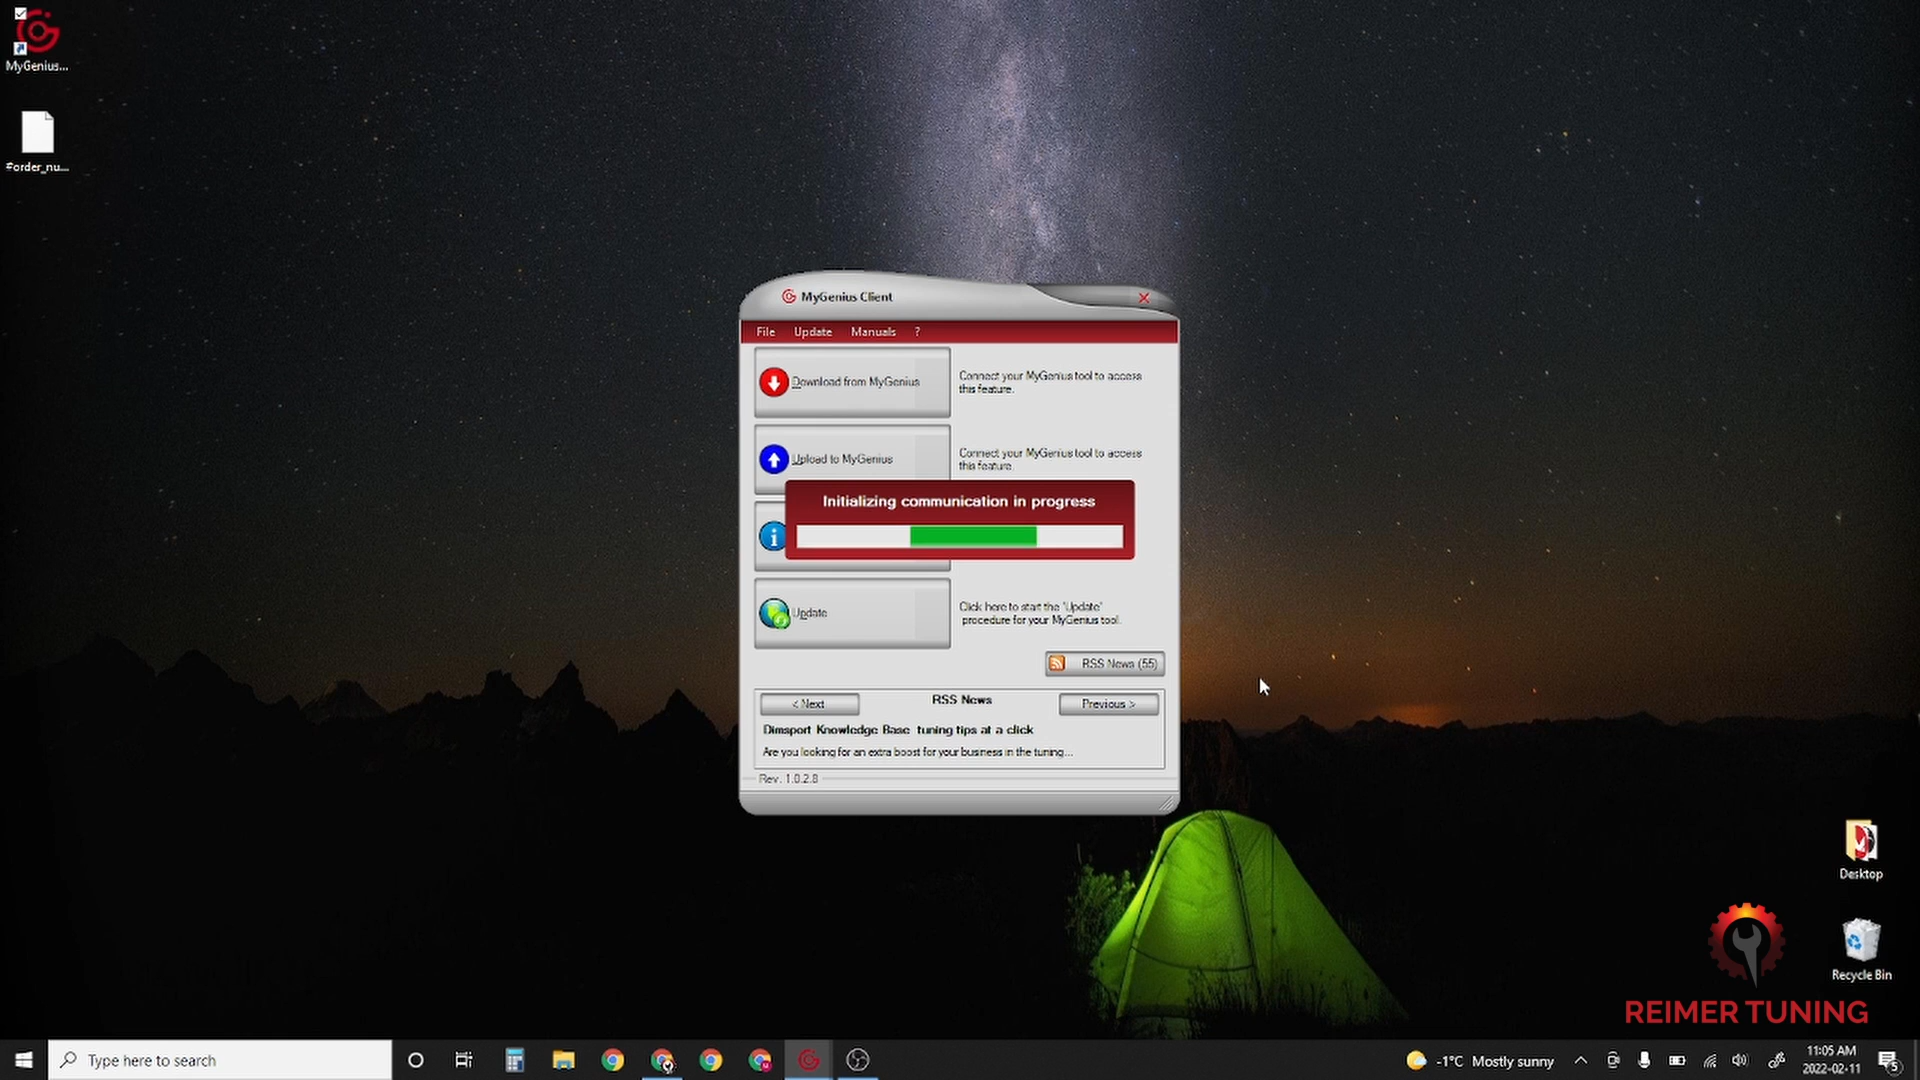 MyGenius...
#order_nu...
MyGenius Client
File Update Manuals ?
Download from MyGenius
Connect your MyGenius tool to access
this feature.
Upload to MyGenius
Connect your MyGenius tool to access
this feature.
Initializing communication in progress
Update
Click here to start the 'Update'
procedure for your MyGenius tool.
RSS News (55)
< Next
RSS News
Previous >
Dimsport Knowledge Base tuning tips at a click
Are you looking for an extra boost for your business in the tuning...
Rev. 1.0.2.8
Desktop
Recycle Bin
REIMER TUNING
Type here to search
-1°C Mostly sunny
11:05 AM
2022-02-11
5